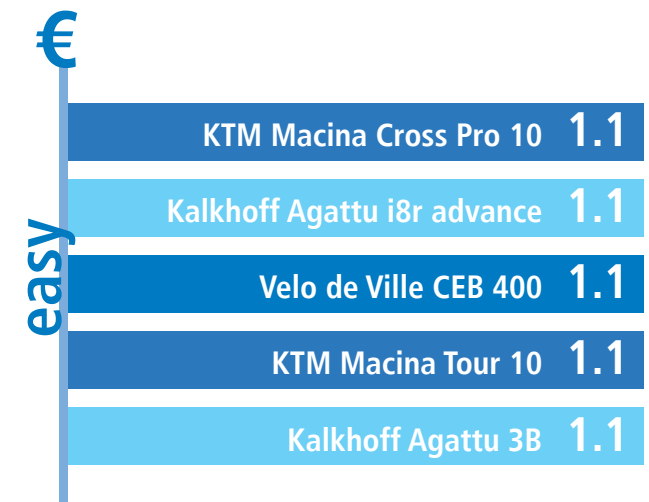 €
easy
KTM Macina Cross Pro 10 1.1
Kalkhoff Agattu i8r advance 1.1
Velo de Ville CEB 400 1.1
KTM Macina Tour 10 1.1
Kalkhoff Agattu 3B 1.1